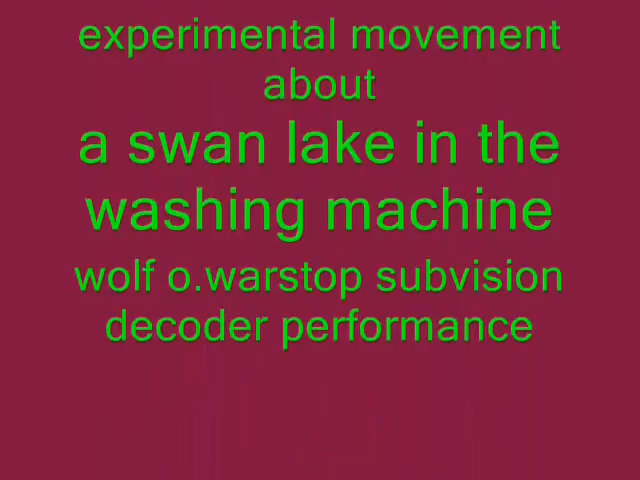 experimental movement
about
a swan lake in the
washing machine
wolf o.warstop subvision
decoder performance